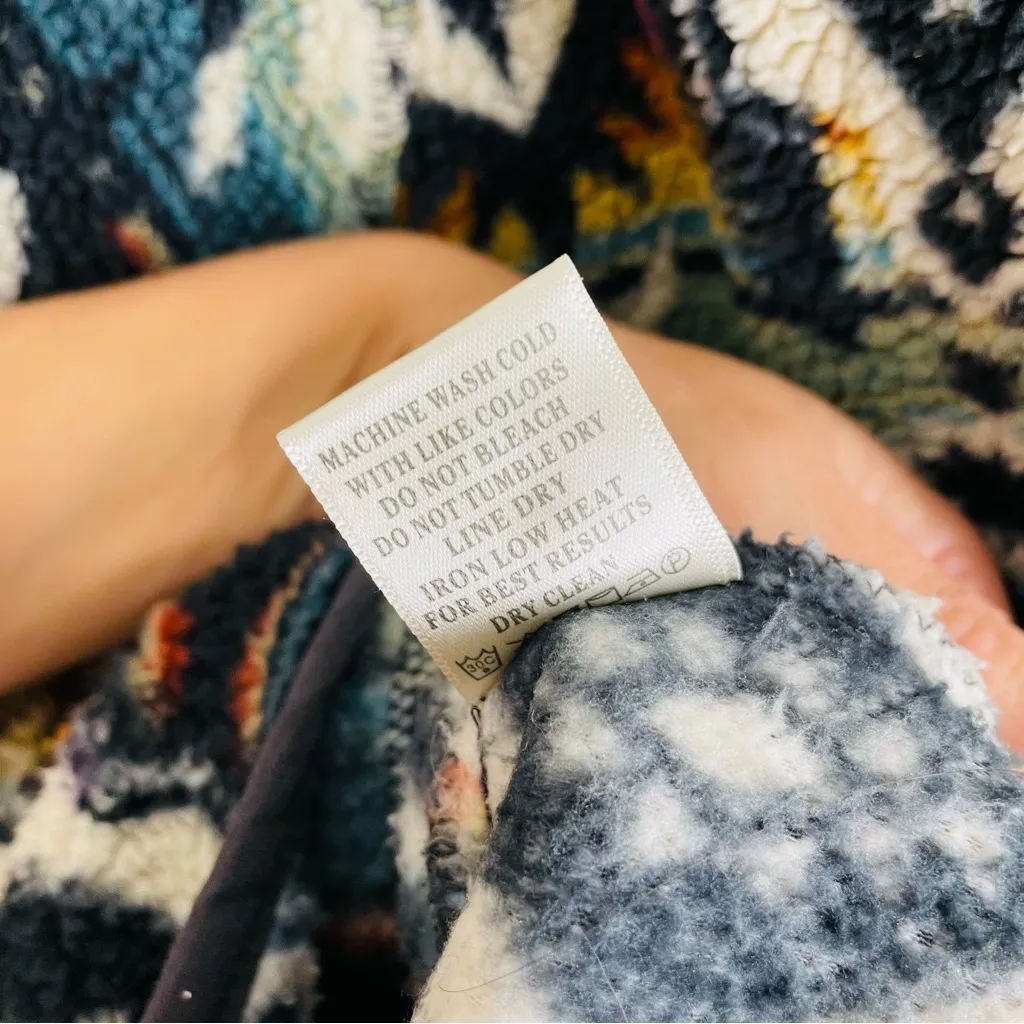 MACHINE WASH COLD
WITH LIKE COLORS
DO NOT BLEACH
DO NOT TUMBLE DRY
LINE DRY
IRON LOW HEAT
FOR BEST RESULTS
DRY CLEAN
30C P